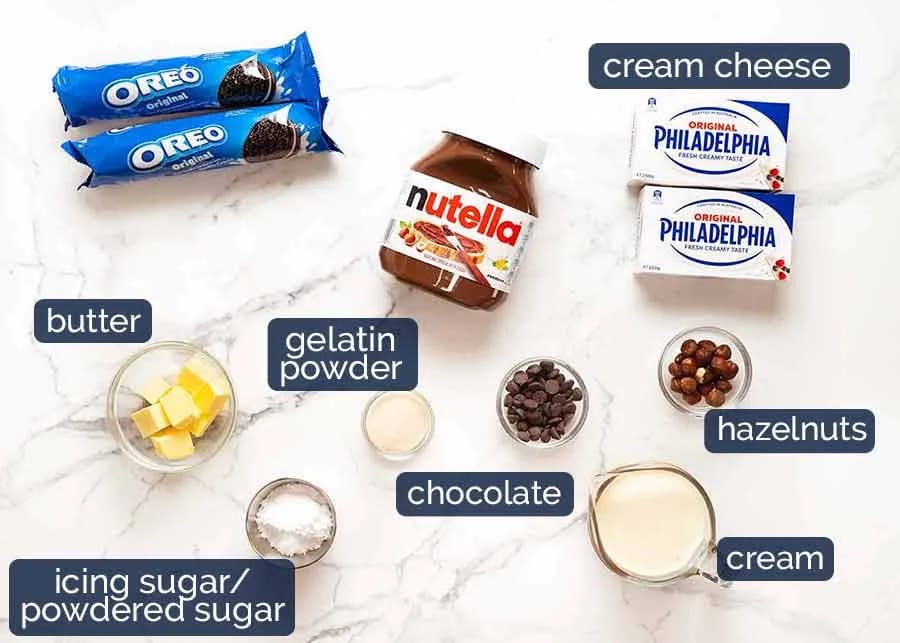 OREO
Original
OREO
Original
cream cheese
ORIGINAL
PHILADELPHIA
FRESH CREAMY TASTE
ORIGINAL
PHILADELPHIA
FRESH CREAMY TASTE
nutella
butter
gelatin
powder
hazelnuts
chocolate
cream
icing sugar/
powdered sugar